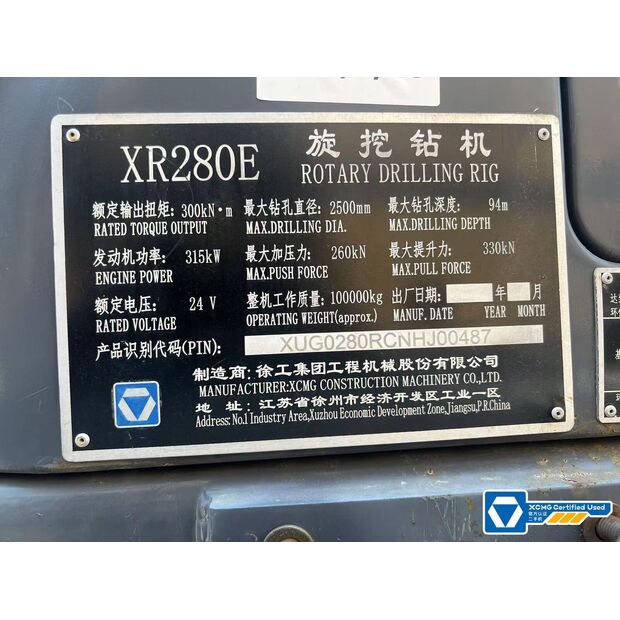 XR280E 旋挖钻机
ROTARY DRILLING RIG
额定输出扭矩: 300kN·m 最大钻孔直径: 2500mm 最大钻孔深度: 94m
RATED TORQUE OUTPUT MAX.DRILLING DIA. MAX.DRILLING DEPTH
发动机功率: 315kW 最大加压力: 260kN 最大提升力: 330kN
ENGINE POWER MAX.PUSH FORCE MAX.PULL FORCE
额定电压: 24 V 整机工作质量: 100000kg 出厂日期: 年 月
RATED VOLTAGE OPERATING WEIGHT(approx.) MANUF. DATE YEAR MONTH
产品识别代码(PIN): XUG0280RCNHJ00487
制造商: 徐工集团工程机械股份有限公司
MANUFACTURER:XCMG CONSTRUCTION MACHINERY CO.,LTD.
地 址: 江苏省徐州市经济开发区工业一区
Address: No.1 Industry Area,Xuzhou Economic Development Zone,Jiangsu,P.R.China
XCMG Certified Used
官方认证
二手机